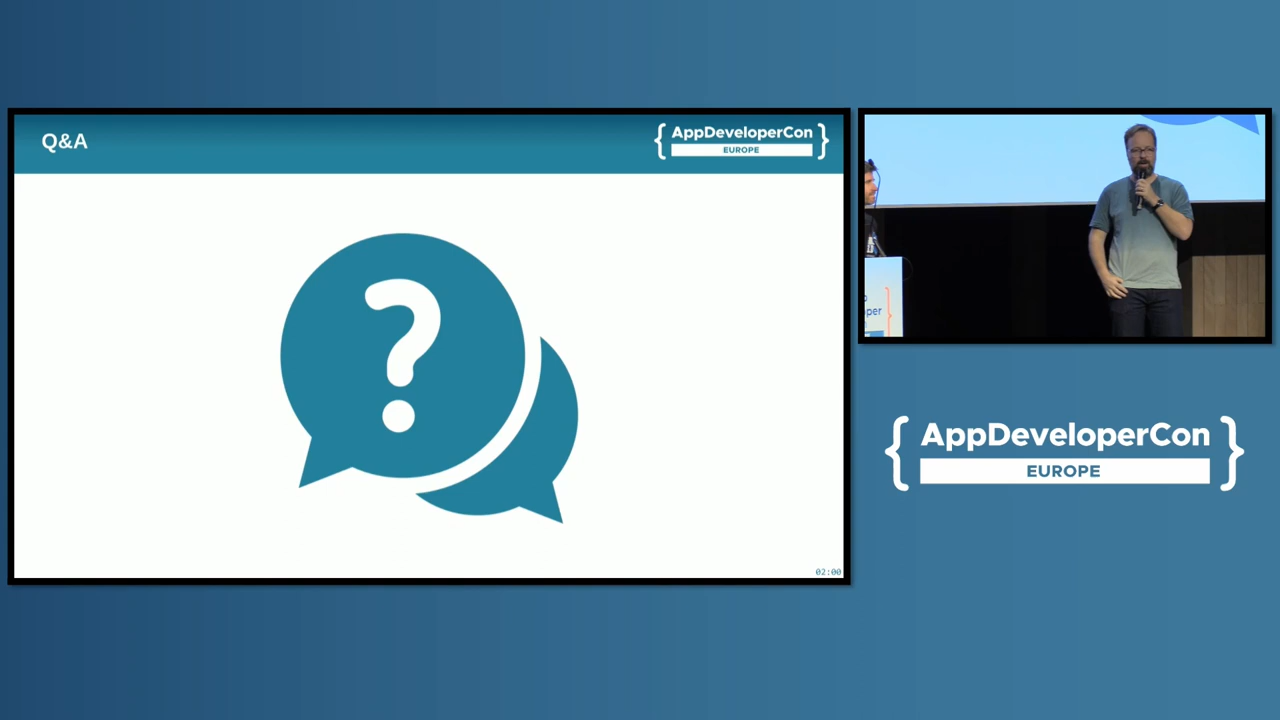 Q&A
{ AppDeveloperCon }
EUROPE
?
02:00
{ AppDeveloperCon }
EUROPE